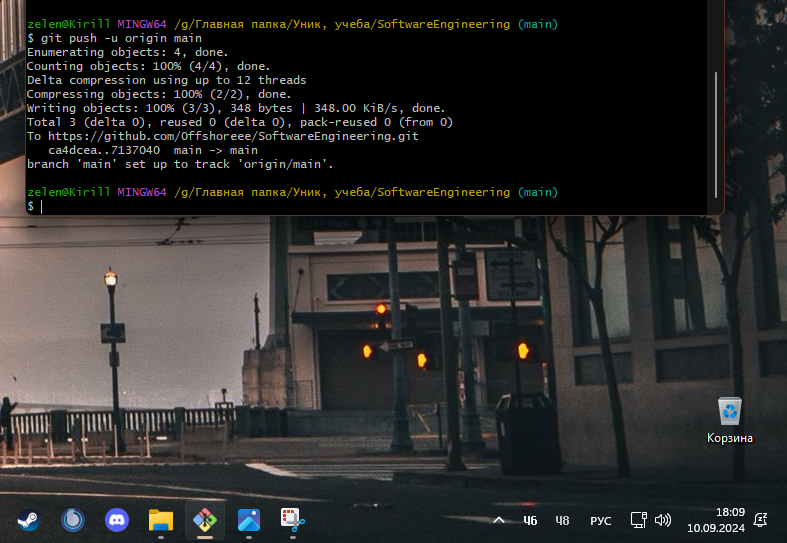 zelen@Kirill MINGW64 /g/Главная папка/Уник, учеба/SoftwareEngineering (main)
$ git push -u origin main
Enumerating objects: 4, done.
Counting objects: 100% (4/4), done.
Delta compression using up to 12 threads
Compressing objects: 100% (2/2), done.
Writing objects: 100% (3/3), 348 bytes | 348.00 KiB/s, done.
Total 3 (delta 0), reused 0 (delta 0), pack-reused 0 (from 0)
To https://github.com/Offshoreee/SoftwareEngineering.git
   ca4dcea..7137040  main -> main
branch 'main' set up to track 'origin/main'.
zelen@Kirill MINGW64 /g/Главная папка/Уник, учеба/SoftwareEngineering (main)
$
Корзина
Ч6 Ч8 РУС 18:09
10.09.2024